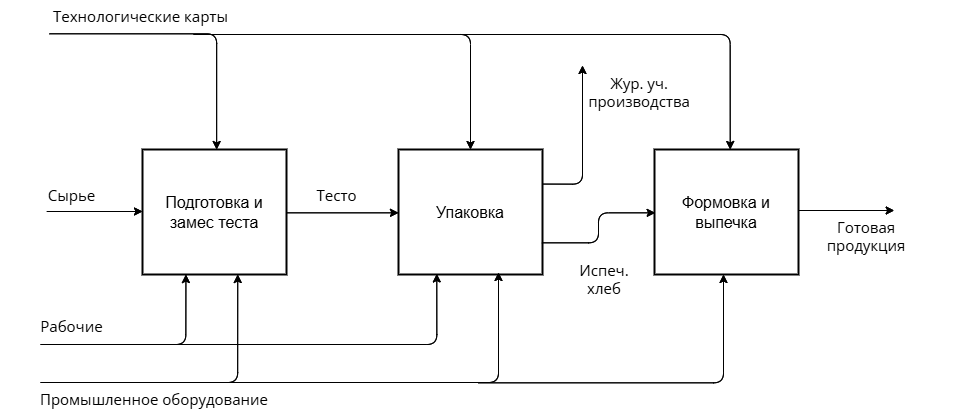 Технологические карты
Жур. уч.
производства
Сырье
Подготовка и
замес теста
Тесто
Упаковка
Формовка и
выпечка
Готовая
продукция
Испеч.
хлеб
Рабочие
Промышленное оборудование